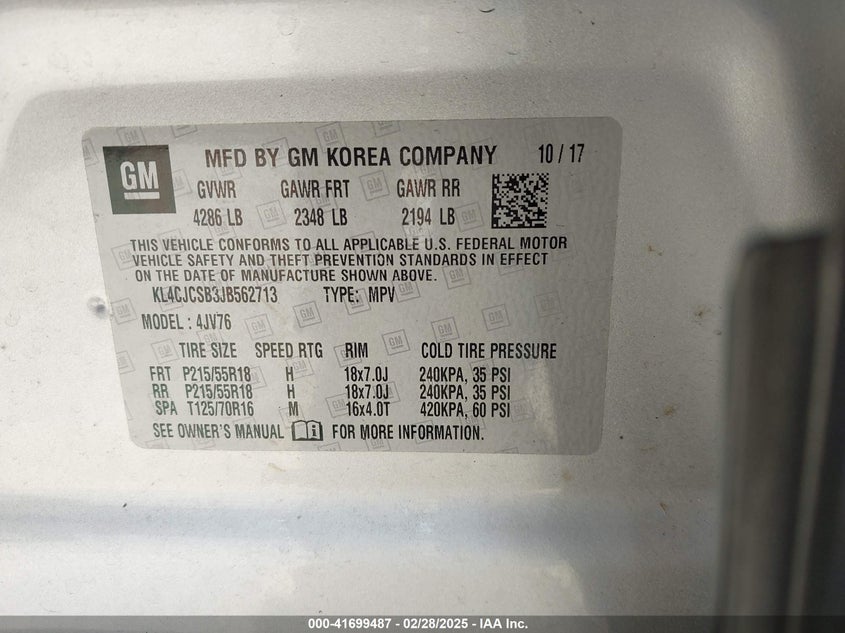 GM MFD BY GM KOREA COMPANY 10 / 17
GVWR GAWR FRT GAWR RR
4286 LB 2348 LB 2194 LB
THIS VEHICLE CONFORMS TO ALL APPLICABLE U.S. FEDERAL MOTOR
VEHICLE SAFETY AND THEFT PREVENTION STANDARDS IN EFFECT
ON THE DATE OF MANUFACTURE SHOWN ABOVE.
KL4CJCSB3JB562713 TYPE: MPV
MODEL : 4JV76
TIRE SIZE SPEED RTG RIM COLD TIRE PRESSURE
FRT P215/55R18 H 18x7.0J 240KPA, 35 PSI
RR P215/55R18 H 18x7.0J 240KPA, 35 PSI
SPA T125/70R16 M 16x4.0T 420KPA, 60 PSI
SEE OWNER'S MANUAL FOR MORE INFORMATION.
000-41699487 - 02/28/2025 - IAA Inc.